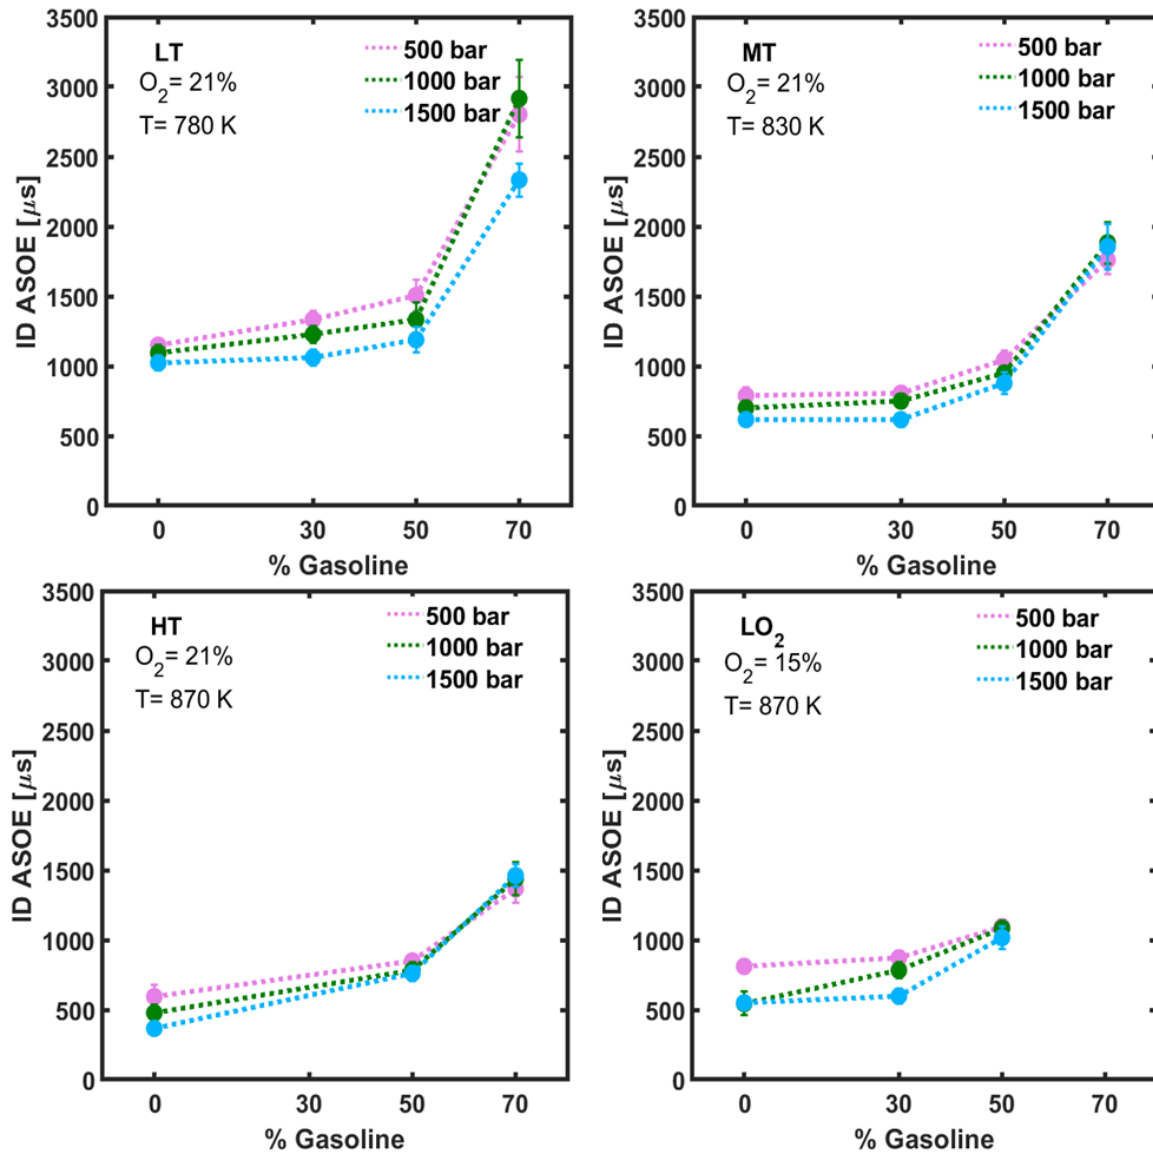 3500
3000
2500
2000
1500
1000
500
0
ID ASOE [μs]
LT
O2= 21%
T= 780 K
500 bar
1000 bar
1500 bar
0 30 50 70
% Gasoline
3500
3000
2500
2000
1500
1000
500
0
ID ASOE [μs]
MT
O2= 21%
T= 830 K
500 bar
1000 bar
1500 bar
0 30 50 70
% Gasoline
3500
3000
2500
2000
1500
1000
500
0
ID ASOE [μs]
HT
O2= 21%
T= 870 K
500 bar
1000 bar
1500 bar
0 30 50 70
% Gasoline
3500
3000
2500
2000
1500
1000
500
0
ID ASOE [μs]
LO2
O2= 15%
T= 870 K
500 bar
1000 bar
1500 bar
0 30 50 70
% Gasoline